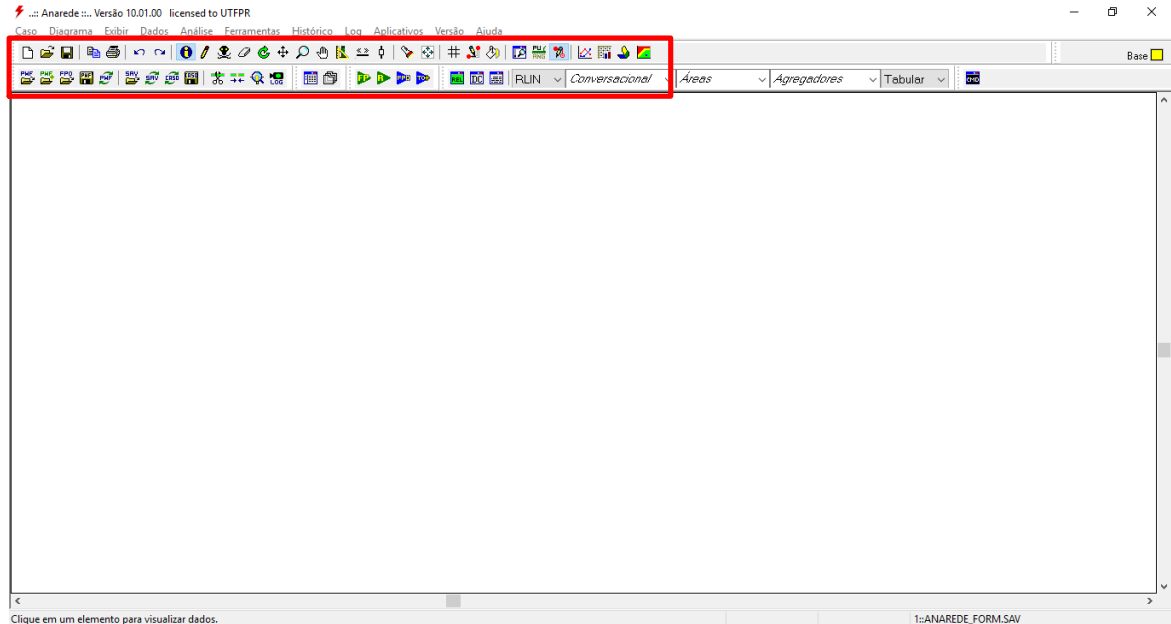 ..:: Anarede ::.. Versão 10.01.00 licensed to UTFPR
Caso Diagrama Exibir Dados Análise Ferramentas Histórico Log Aplicativos Versão Ajuda
Base
RLIN Conversacional Áreas Agregadores Tabular
Clique em um elemento para visualizar dados. 1::ANAREDE_FORM.SAV